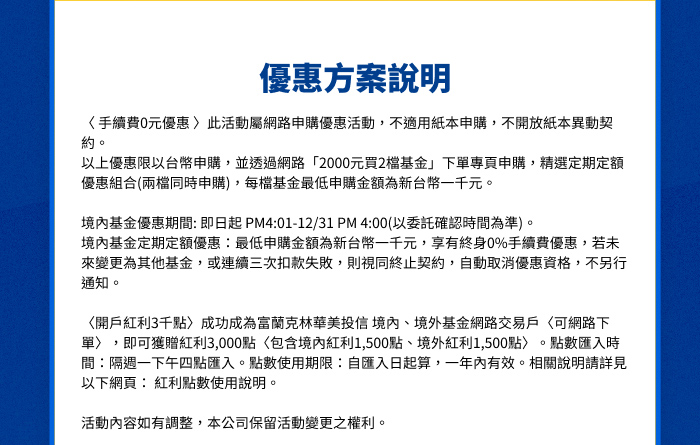 優惠方案說明
〈 手續費0元優惠 〉此活動屬網路申購優惠活動，不適用紙本申購，不開放紙本異動契
約。
以上優惠限以台幣申購，並透過網路「2000元買2檔基金」下單專頁申購，精選定期定額
優惠組合(兩檔同時申購)，每檔基金最低申購金額為新台幣一千元。
境內基金優惠期間: 即日起 PM4:01-12/31 PM 4:00(以委託確認時間為準)。
境內基金定期定額優惠：最低申購金額為新台幣一千元，享有終身0%手續費優惠，若未
來變更為其他基金，或連續三次扣款失敗，則視同終止契約，自動取消優惠資格，不另行
通知。
〈開戶紅利3千點〉成功成為富蘭克林華美投信 境內、境外基金網路交易戶〈可網路下
單〉，即可獲贈紅利3,000點〈包含境內紅利1,500點、境外紅利1,500點〉。點數匯入時
間：隔週一下午四點匯入。點數使用期限：自匯入日起算，一年內有效。相關說明請詳見
以下網頁： 紅利點數使用說明。
活動內容如有調整，本公司保留活動變更之權利。